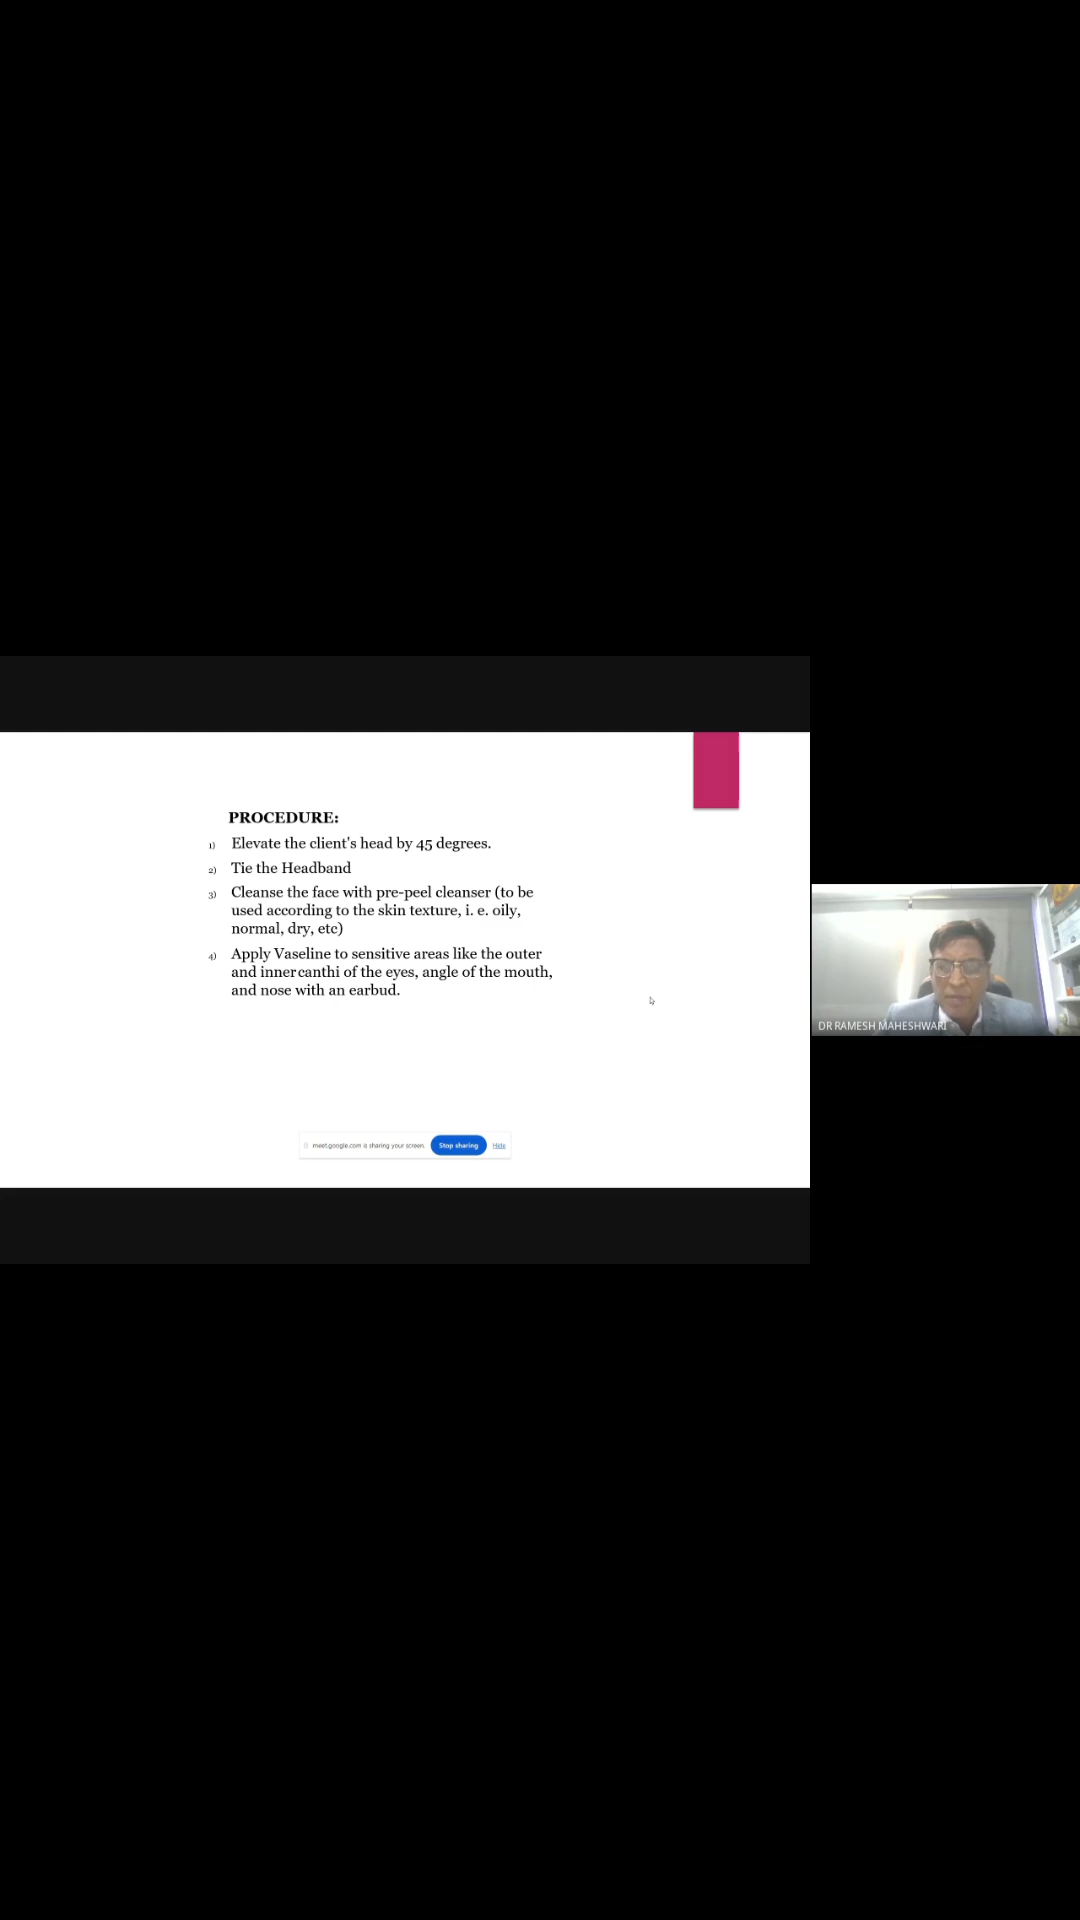 PROCEDURE:
1) Elevate the client's head by 45 degrees.
2) Tie the Headband
3) Cleanse the face with pre-peel cleanser (to be
used according to the skin texture, i. e. oily,
normal, dry, etc)
4) Apply Vaseline to sensitive areas like the outer
and inner canthi of the eyes, angle of the mouth,
and nose with an earbud.
DR RAMESH MAHESHWARI
meet.google.com is sharing your screen. Stop sharing Hide